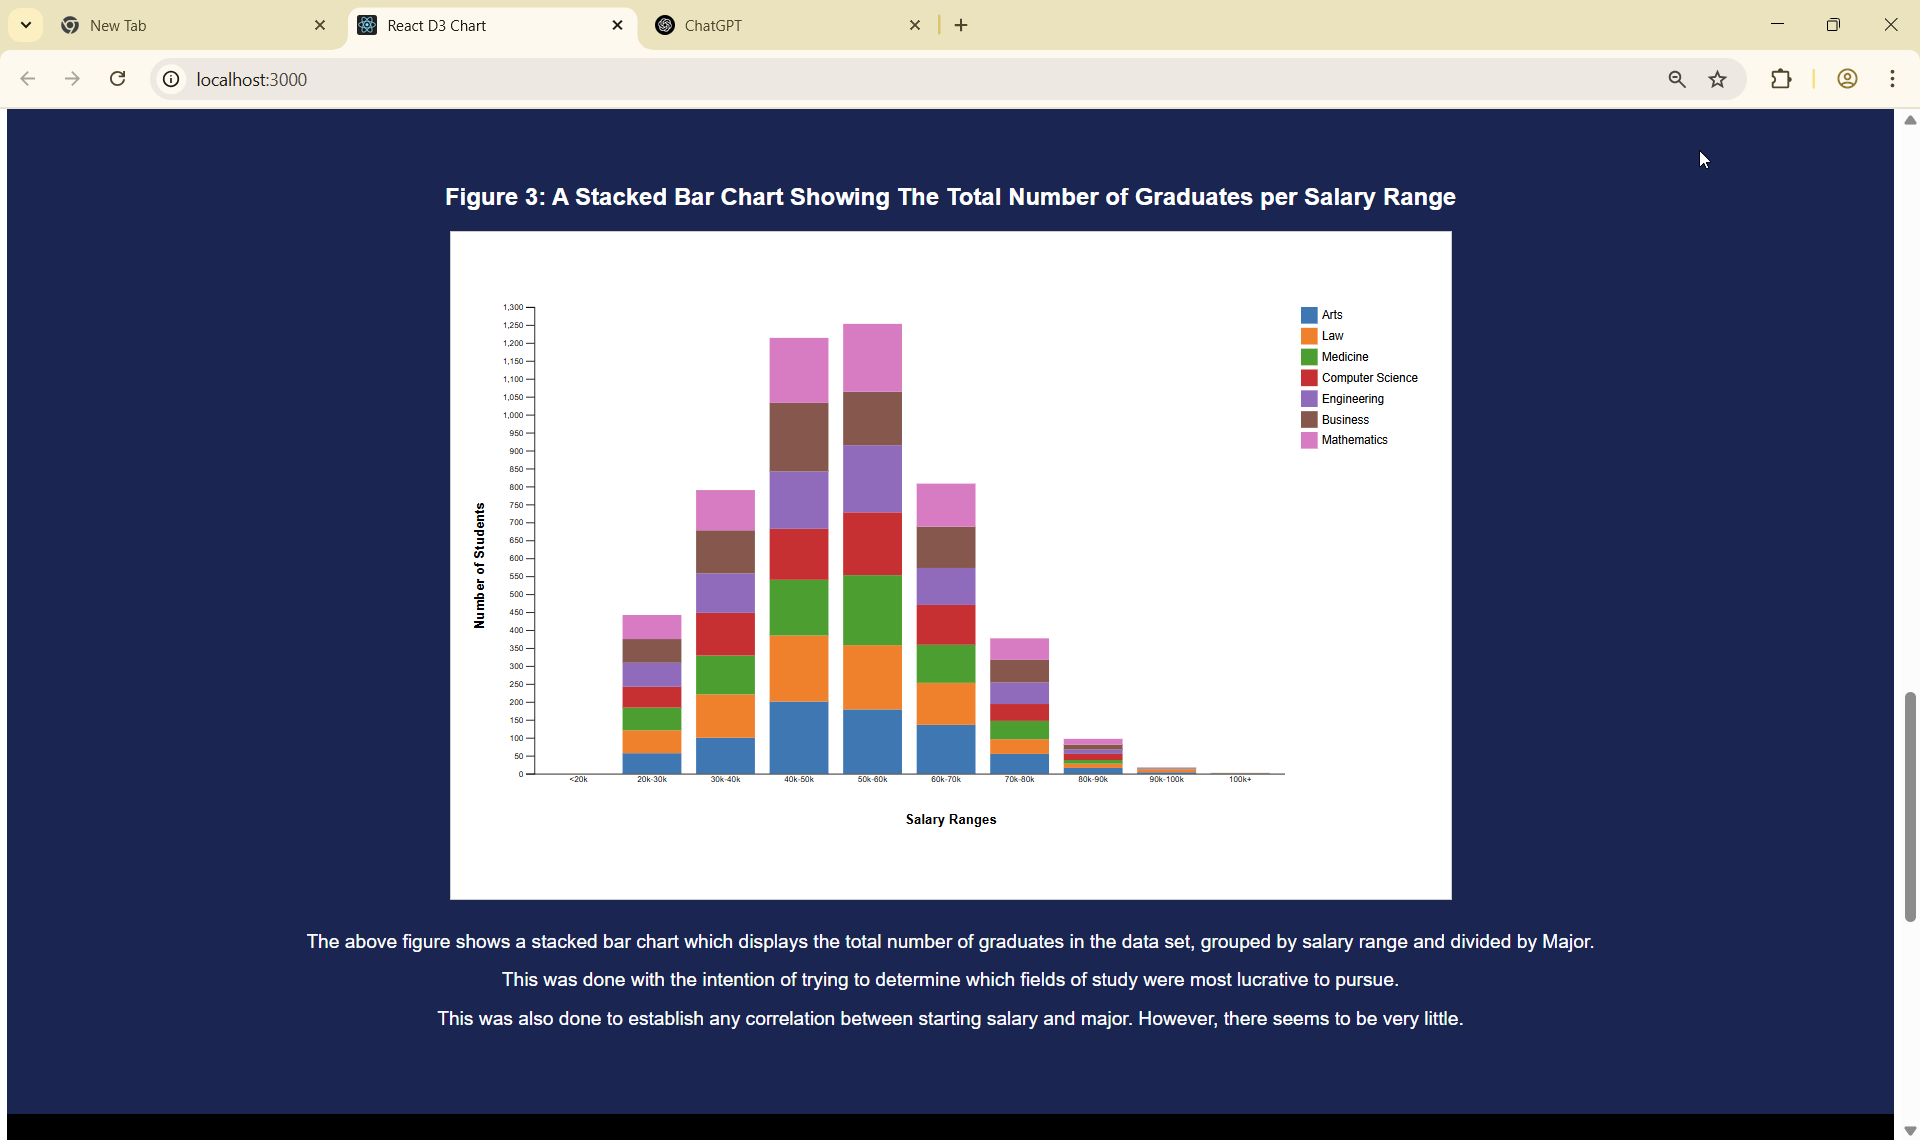 New Tab
React D3 Chart
ChatGPT
localhost:3000
Figure 3: A Stacked Bar Chart Showing The Total Number of Graduates per Salary Range
1,300
1,250
1,200
1,150
1,100
1,050
1,000
950
900
850
800
750
700
650
600
550
500
450
400
350
300
250
200
150
100
50
0
Number of Students
<20k 20k-30k 30k-40k 40k-50k 50k-60k 60k-70k 70k-80k 80k-90k 90k-100k 100k+
Salary Ranges
Arts
Law
Medicine
Computer Science
Engineering
Business
Mathematics
The above figure shows a stacked bar chart which displays the total number of graduates in the data set, grouped by salary range and divided by Major.
This was done with the intention of trying to determine which fields of study were most lucrative to pursue.
This was also done to establish any correlation between starting salary and major. However, there seems to be very little.